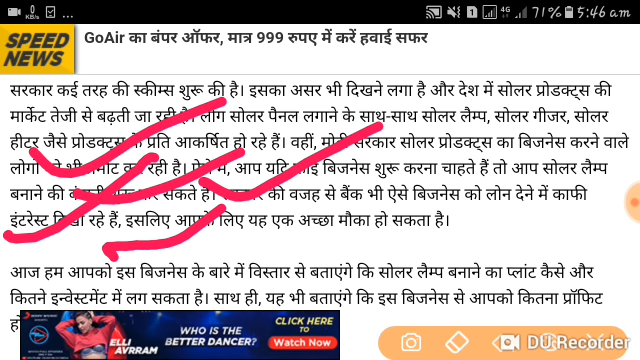 0 KB/s ... 4G 71% 5:46 am
SPEED NEWS
GoAir का बंपर ऑफर, मात्र 999 रुपए में करें हवाई सफर
सरकार कई तरह की स्कीम्स शुरू की है। इसका असर भी दिखने लगा है और देश में सोलर प्रोडक्ट्स की
मार्केट तेजी से बढ़ती जा रही है। लोग सोलर पैनल लगाने के साथ-साथ सोलर लैम्प, सोलर गीजर, सोलर
हीटर जैसे प्रोडक्ट्स के प्रति आकर्षित हो रहे हैं। वहीं, मोदी सरकार सोलर प्रोडक्ट्स का बिजनेस करने वाले
लोगों भी रही है। में, आप यदि बिजनेस शुरू करना चाहते हैं तो आप सोलर लैम्प
बनाने की कर सकते हैं। की वजह से बैंक भी ऐसे बिजनेस को लोन देने में काफी
इंटरेस्ट दिखा रहे हैं, इसलिए आपके लिए यह एक अच्छा मौका हो सकता है।
आज हम आपको इस बिजनेस के बारे में विस्तार से बताएंगे कि सोलर लैम्प बनाने का प्लांट कैसे और
कितने इन्वेस्टमेंट में लग सकता है। साथ ही, यह भी बताएंगे कि इस बिजनेस से आपको कितना प्रॉफिट
ELLI AVRRAM
WHO IS THE BETTER DANCER?
CLICK HERE TO
Watch Now
DU Recorder